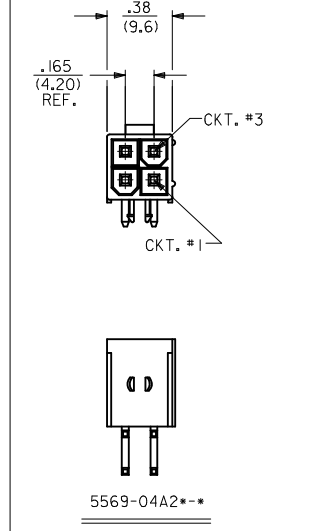 .38
(9.6)
.165
(4.20)
REF.
CKT. #3
CKT. #1
5569-04A2*-*